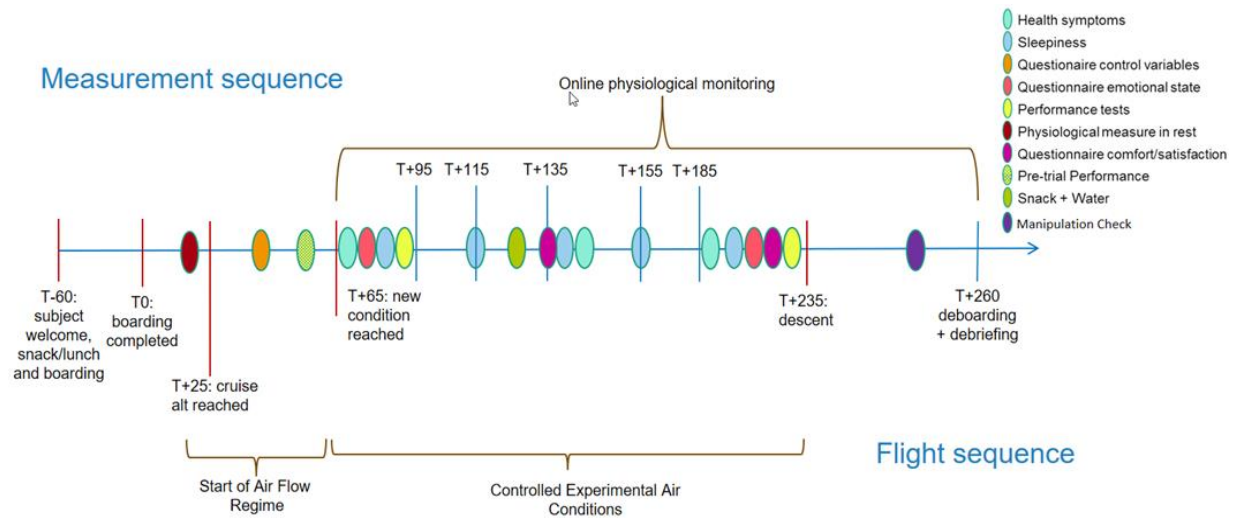 Measurement sequence
Online physiological monitoring
Health symptoms
Sleepiness
Questionaire control variables
Questionnaire emotional state
Performance tests
Physiological measure in rest
Questionnaire comfort/satisfaction
Pre-trial Performance
Snack + Water
Manipulation Check
T+95
T+115
T+135
T+155
T+185
T-60:
subject
welcome,
snack/lunch
and boarding
T0:
boarding
completed
T+25: cruise
alt reached
T+65: new
condition
reached
T+235:
descent
T+260
deboarding
+ debriefing
Start of Air Flow
Regime
Controlled Experimental Air
Conditions
Flight sequence